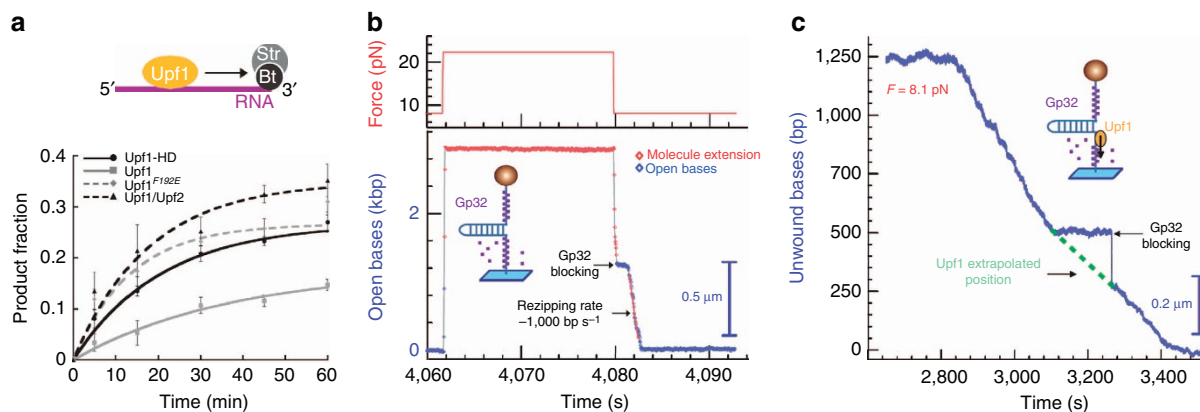 a
Upf1
Str
Bt
5′
3′
RNA
Product fraction
0.4
0.3
0.2
0.1
0
Upf1-HD
Upf1
Upf1F192E
Upf1/Upf2
0 10 20 30 40 50 60
Time (min)
b
Force (pN)
10
Open bases (kbp)
2
0
Molecule extension
Open bases
Gp32
Gp32
blocking
Rezipping rate
–1,000 bp s–1
0.5 μm
4,060 4,070 4,080 4,090
Time (s)
c
Unwound bases (bp)
1,250
1,000
750
500
250
0
F = 8.1 pN
Gp32
Upf1
Gp32
blocking
Upf1 extrapolated
position
0.2 μm
2,800 3,000 3,200 3,400
Time (s)